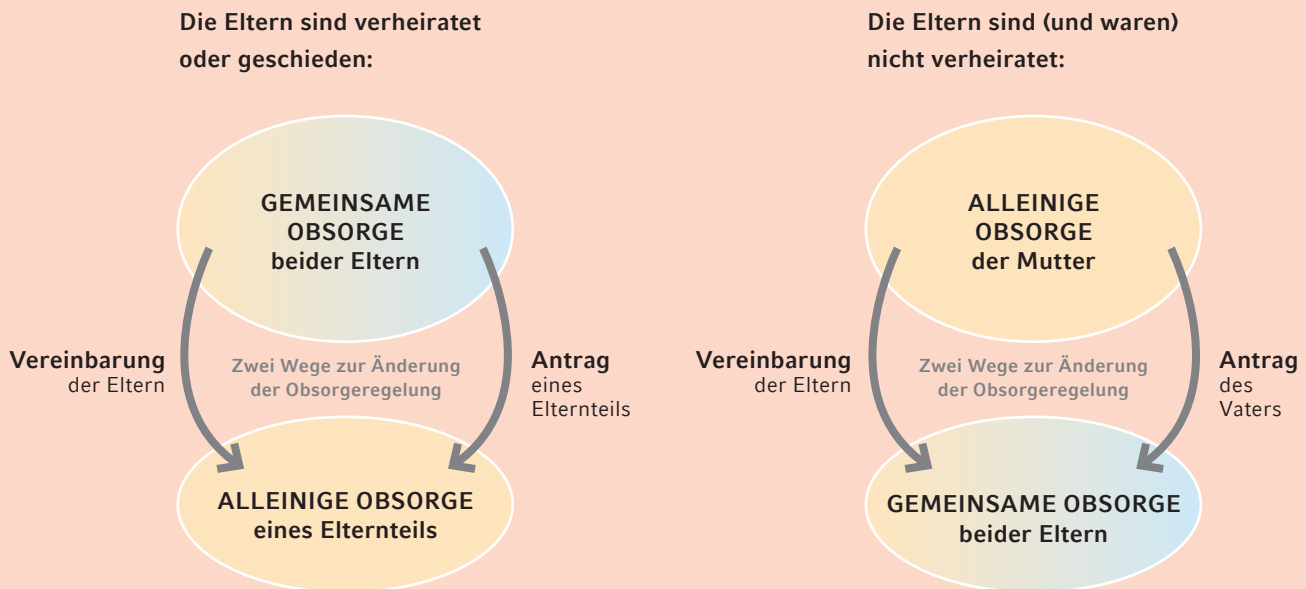 Die Eltern sind verheiratet
oder geschieden:
GEMEINSAME
OBSORGE
beider Eltern
Vereinbarung
der Eltern
Zwei Wege zur Änderung
der Obsorgeregelung
Antrag
eines
Elternteils
ALLEINIGE OBSORGE
eines Elternteils
Die Eltern sind (und waren)
nicht verheiratet:
ALLEINIGE
OBSORGE
der Mutter
Vereinbarung
der Eltern
Zwei Wege zur Änderung
der Obsorgeregelung
Antrag
des
Vaters
GEMEINSAME OBSORGE
beider Eltern